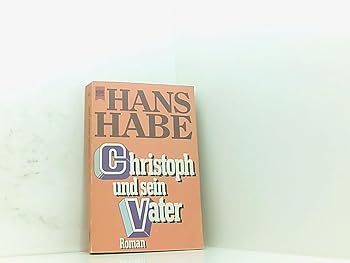 HANS
HABE
Christoph
und sein
Vater
Roman